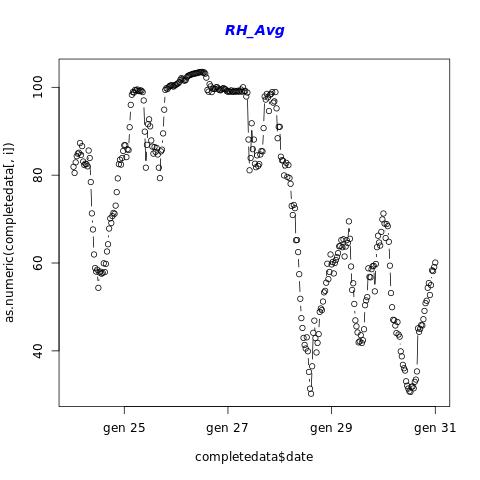 RH_Avg
as.numeric(completedata[, i])
100
80
60
40
gen 25
gen 27
gen 29
gen 31
completedata$date